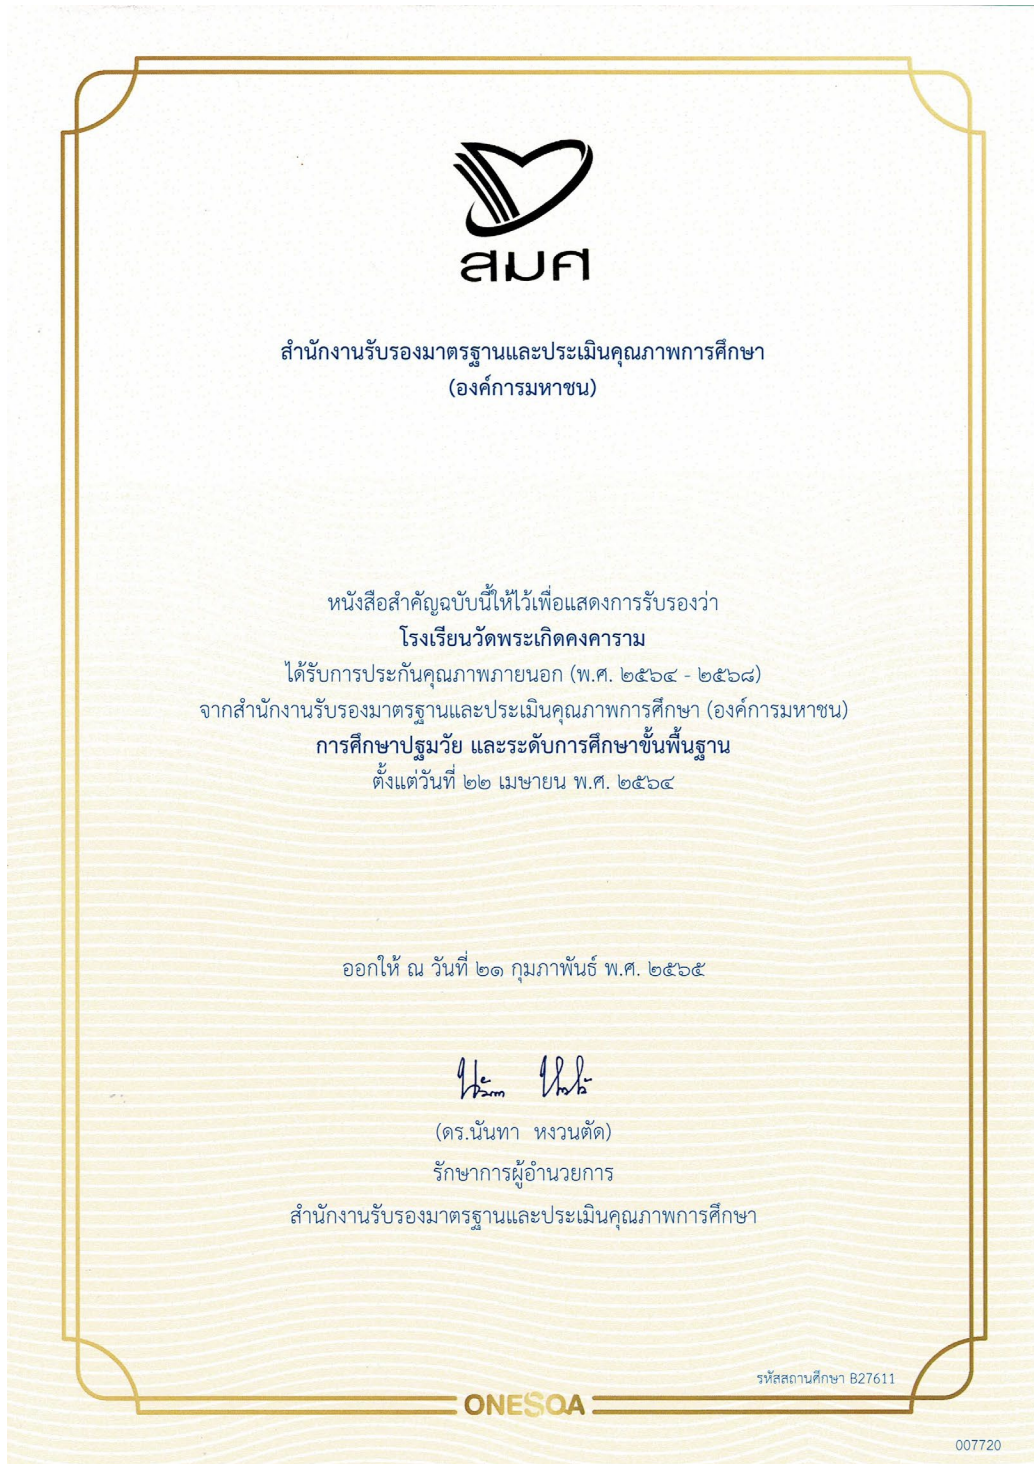 สมศ
สำนักงานรับรองมาตรฐานและประเมินคุณภาพการศึกษา
(องค์การมหาชน)
หนังสือสำคัญฉบับนี้ให้ไว้เพื่อแสดงการรับรองว่า
โรงเรียนวัดพระเกิดคงคาราม
ได้รับการประกันคุณภาพภายนอก (พ.ศ. ๒๕๖๔ - ๒๕๖๘)
จากสำนักงานรับรองมาตรฐานและประเมินคุณภาพการศึกษา (องค์การมหาชน)
การศึกษาปฐมวัย และระดับการศึกษาขั้นพื้นฐาน
ตั้งแต่วันที่ ๒๒ เมษายน พ.ศ. ๒๕๖๔
ออกให้ ณ วันที่ ๒๑ กุมภาพันธ์ พ.ศ. ๒๕๖๕
(ดร.นันทา หงวนตัด)
รักษาการผู้อำนวยการ
สำนักงานรับรองมาตรฐานและประเมินคุณภาพการศึกษา
รหัสสถานศึกษา B27611
ONESQA
007720